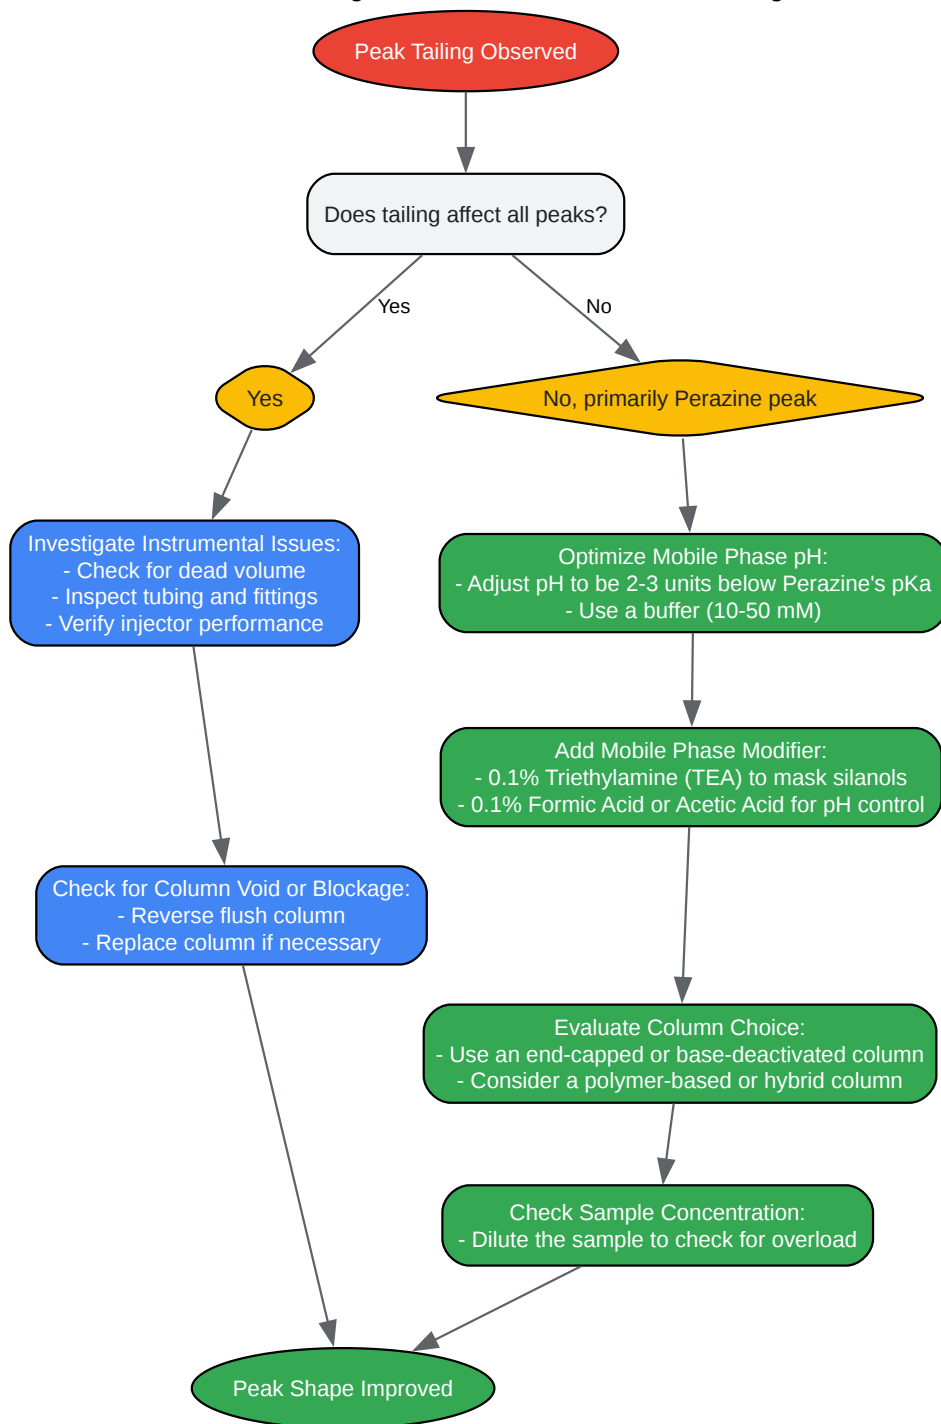 Peak Tailing Observed
Does tailing affect all peaks?
Yes
No
Yes
No, primarily Perazine peak
Investigate Instrumental Issues:
- Check for dead volume
- Inspect tubing and fittings
- Verify injector performance
Optimize Mobile Phase pH:
- Adjust pH to be 2-3 units below Perazine's pKa
- Use a buffer (10-50 mM)
Add Mobile Phase Modifier:
- 0.1% Triethylamine (TEA) to mask silanols
- 0.1% Formic Acid or Acetic Acid for pH control
Check for Column Void or Blockage:
- Reverse flush column
- Replace column if necessary
Evaluate Column Choice:
- Use an end-capped or base-deactivated column
- Consider a polymer-based or hybrid column
Check Sample Concentration:
- Dilute the sample to check for overload
Peak Shape Improved